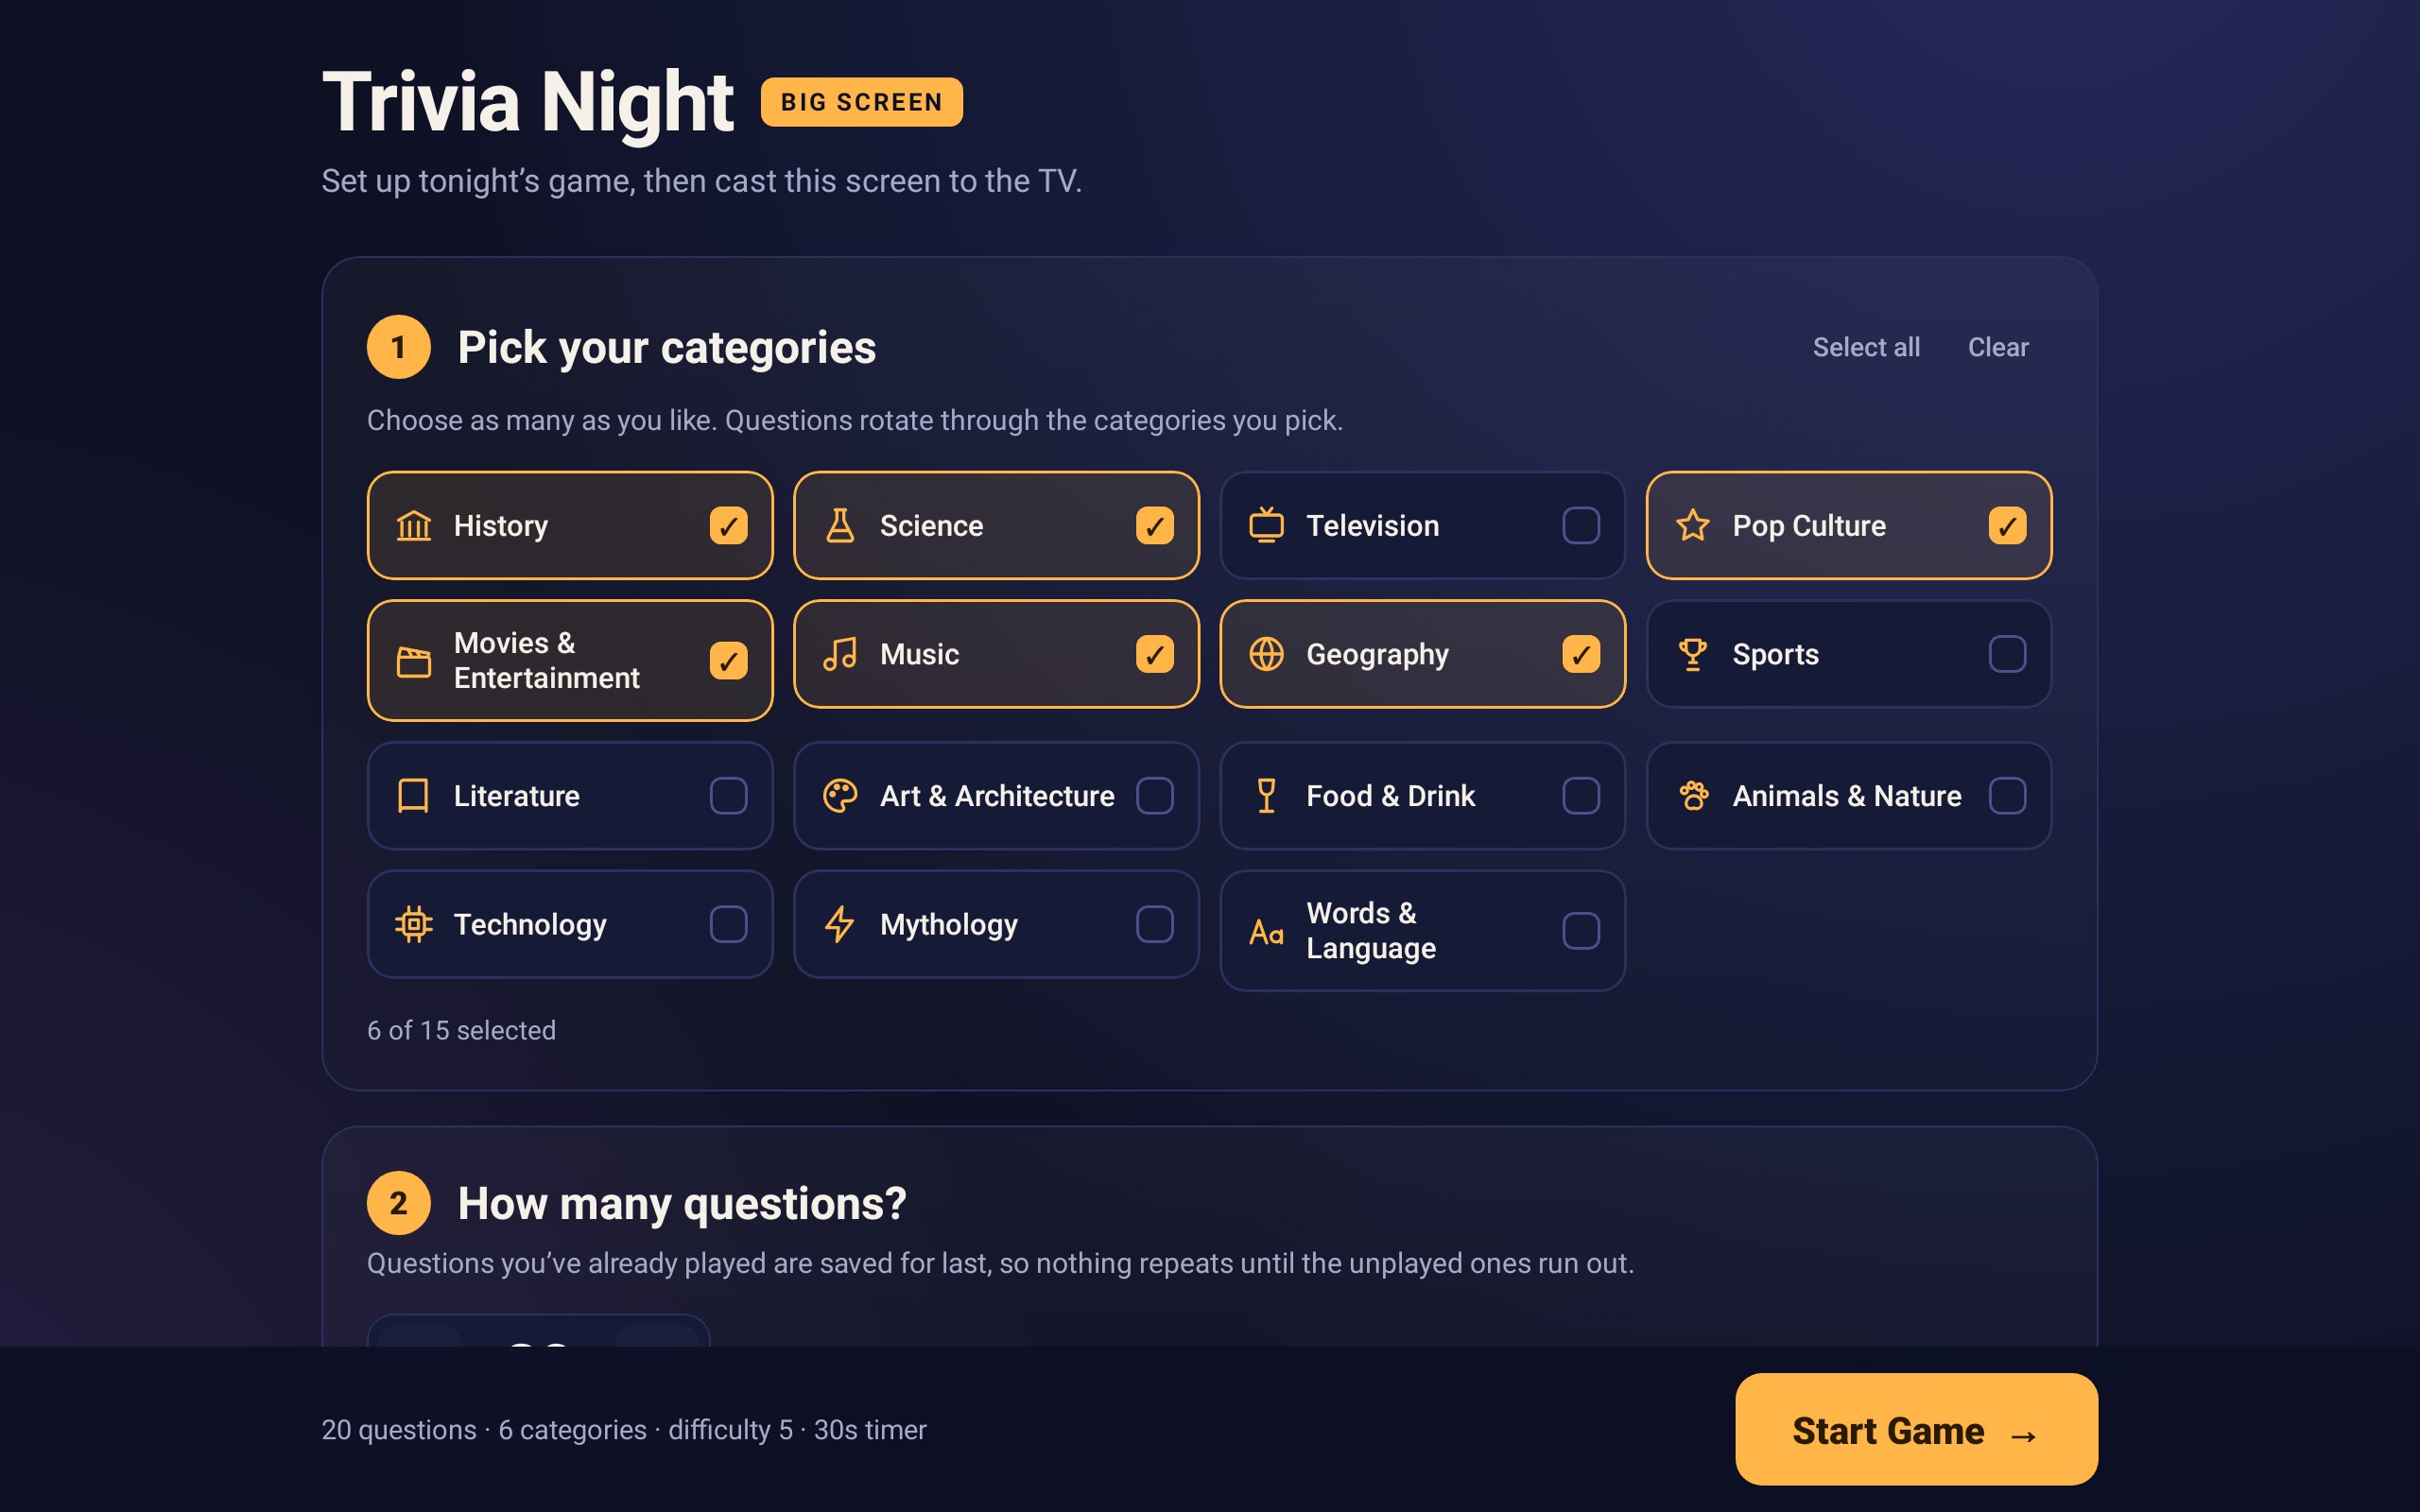 Trivia Night
BIG SCREEN
Set up tonight’s game, then cast this screen to the TV.
1
Pick your categories
Select all
Clear
Choose as many as you like. Questions rotate through the categories you pick.
History
Science
Television
Pop Culture
Movies &
Entertainment
Music
Geography
Sports
Literature
Art & Architecture
Food & Drink
Animals & Nature
Technology
Mythology
Aa
Words &
Language
6 of 15 selected
2
How many questions?
Questions you’ve already played are saved for last, so nothing repeats until the unplayed ones run out.
20 questions · 6 categories · difficulty 5 · 30s timer
Start Game →